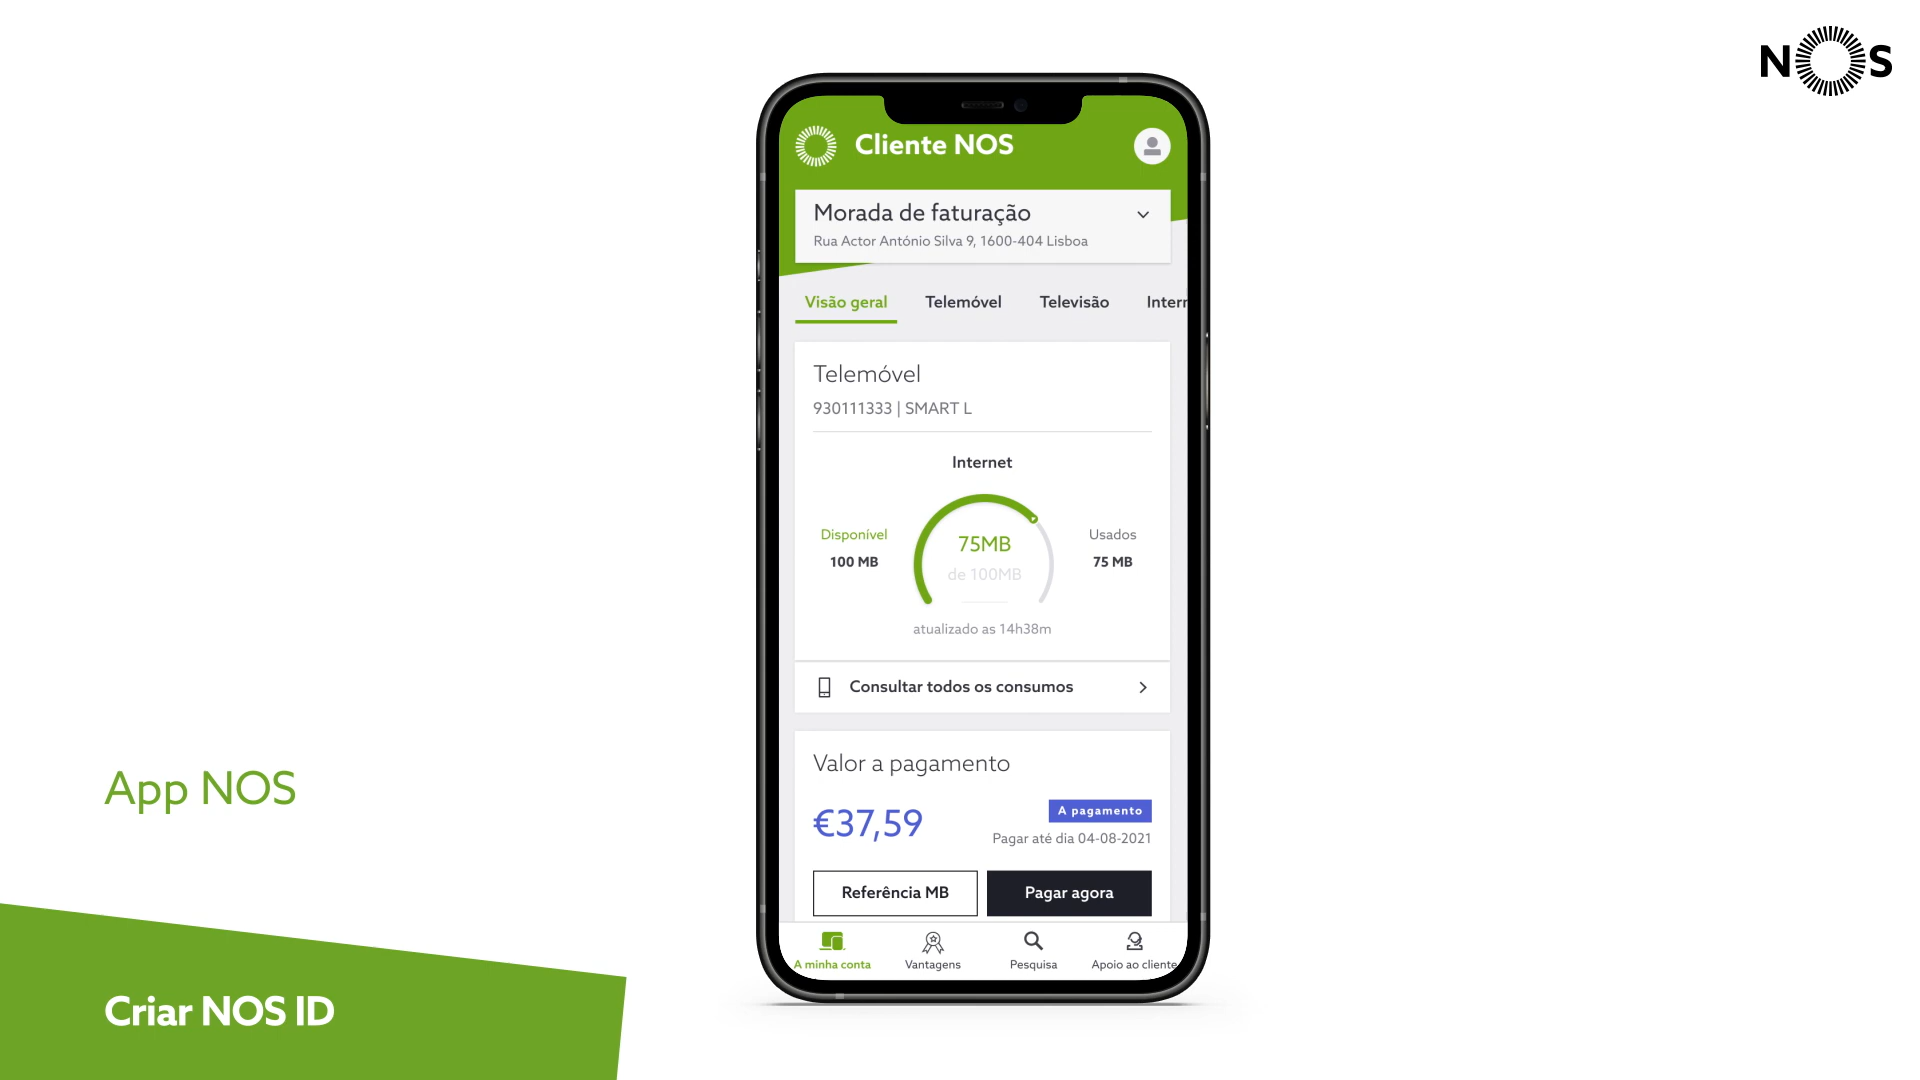 NOS
Cliente NOS
Morada de faturação
Rua Actor António Silva 9, 1600-404 Lisboa
Visão geral Telemóvel Televisão Intern
Telemóvel
930111333 | SMART L
Internet
Disponível
100 MB
75MB
de 100MB
Usados
75 MB
atualizado as 14h38m
Consultar todos os consumos
Valor a pagamento
€37,59
A pagamento
Pagar até dia 04-08-2021
Referência MB
Pagar agora
A minha conta Vantagens Pesquisa Apoio ao cliente
App NOS
Criar NOS ID